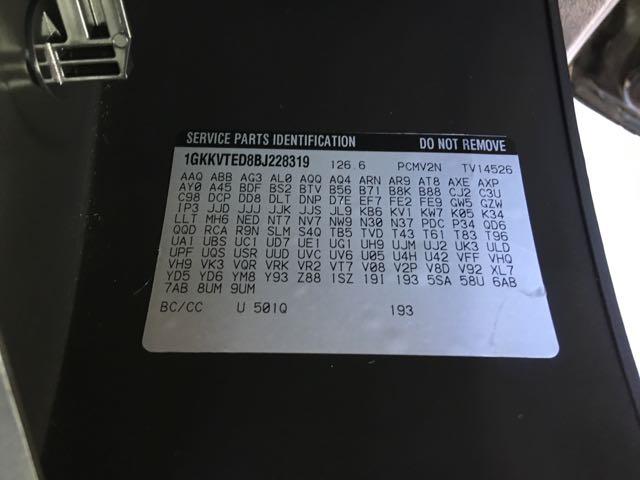 SERVICE PARTS IDENTIFICATION DO NOT REMOVE
1GKKVTED8BJ228319 126.6 PCMV2N TV14526
AAQ ABB AG3 AL0 AQQ AQ4 ARN AR9 AT8 AXE AXP
AY0 A45 BDF BS2 BTV B56 B71 B8K B88 CJ2 C3U
C98 DCP DD8 DLT DNP D7E EF7 FE2 FE9 GW5 GZW
IP3 JJD JJJ JJK JJS JL9 KB6 KV1 KW7 K05 K34
LLT MH6 NED NT7 NV7 NW9 N30 N37 PDC P34 QD6
QQD RCA R9N SLM S4Q TB5 TVD T43 T61 T83 T96
UAI UBS UC1 UD7 UE1 UG1 UH9 UJM UJ2 UK3 ULD
UPF UQS USR UUD UVC UV6 U05 U4H U42 VFF VHQ
VH9 VK3 VQR VRK VR2 VT7 V08 V2P V8D V92 XL7
YD5 YD6 YM8 Y93 Z88 1SZ 19I 193 5SA 58U 6AB
7AB 8UM 9UM
BC/CC U 501Q 193